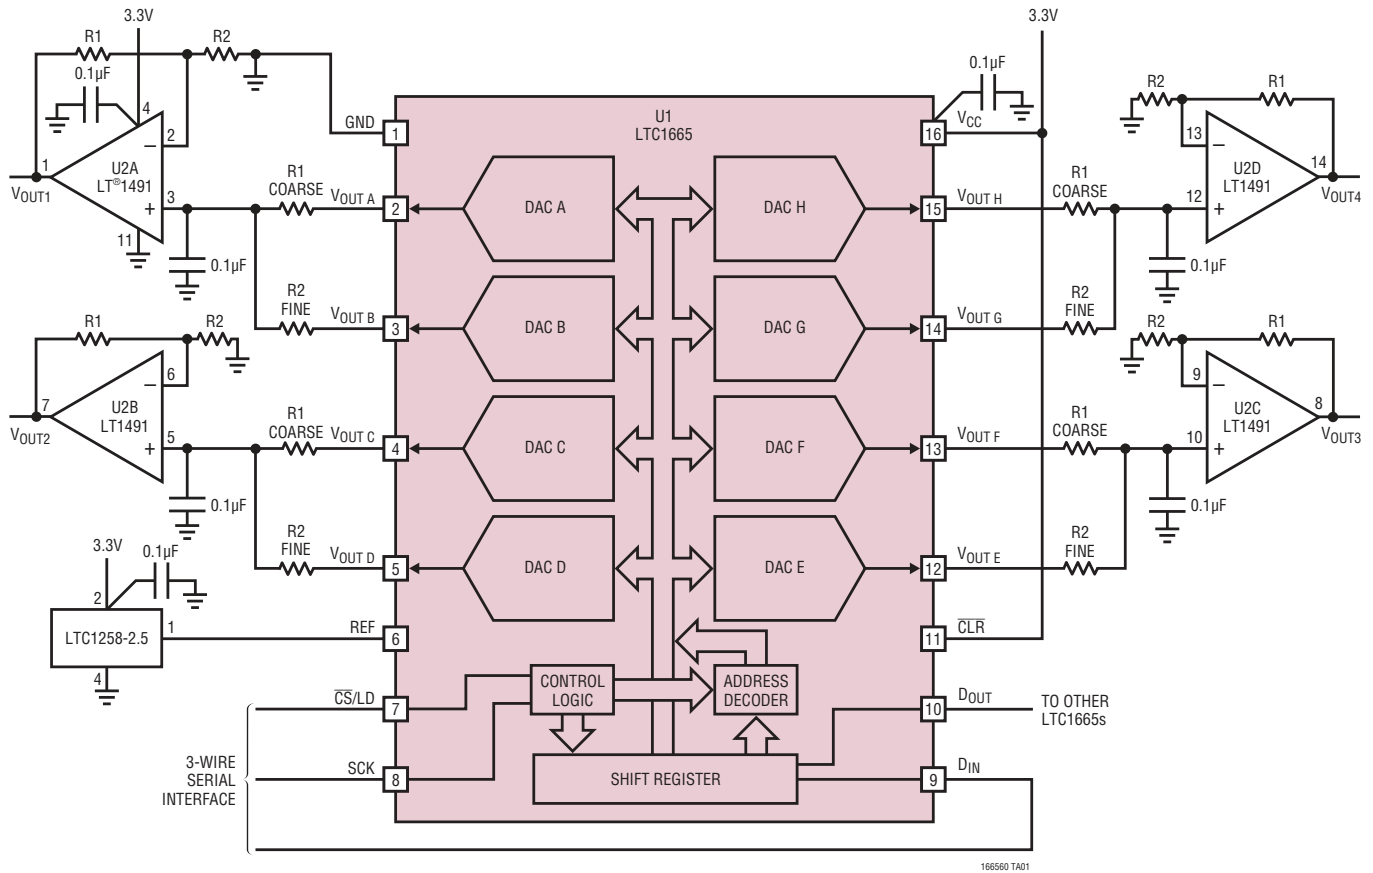 3.3V
R1
R2
0.1µF
4
2
–
1
U2A
LT®1491
VOUT1
3
+
11
0.1µF
R1
COARSE
R2
FINE
R1
R2
6
–
7
U2B
LT1491
VOUT2
5
+
0.1µF
R1
COARSE
R2
FINE
3.3V
0.1µF
2
LTC1258-2.5
1
4
3-WIRE
SERIAL
INTERFACE
GND
1
VOUT A
2
VOUT B
3
VOUT C
4
VOUT D
5
REF
6
CS/LD
7
SCK
8
U1
LTC1665
DAC A
DAC H
DAC B
DAC G
DAC C
DAC F
DAC D
DAC E
CONTROL
LOGIC
ADDRESS
DECODER
SHIFT REGISTER
0.1µF
3.3V
16
VCC
15
VOUT H
14
VOUT G
13
VOUT F
12
VOUT E
11
CLR
10
DOUT
TO OTHER
LTC1665s
9
DIN
R1
COARSE
R2
FINE
R2
R1
13
–
U2D
LT1491
14
VOUT4
12
+
0.1µF
R1
COARSE
R2
FINE
R2
R1
9
–
U2C
LT1491
8
VOUT3
10
+
0.1µF
166560 TA01